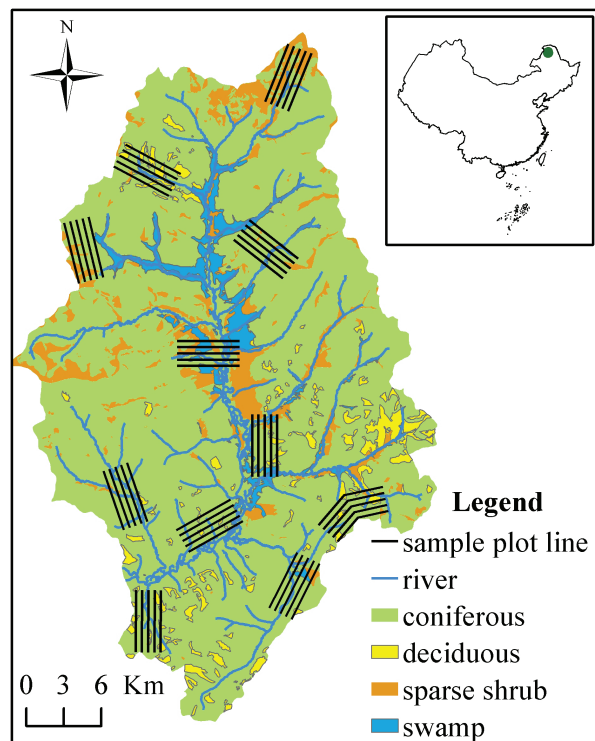 N
Legend
sample plot line
river
coniferous
deciduous
sparse shrub
swamp
0 3 6 Km